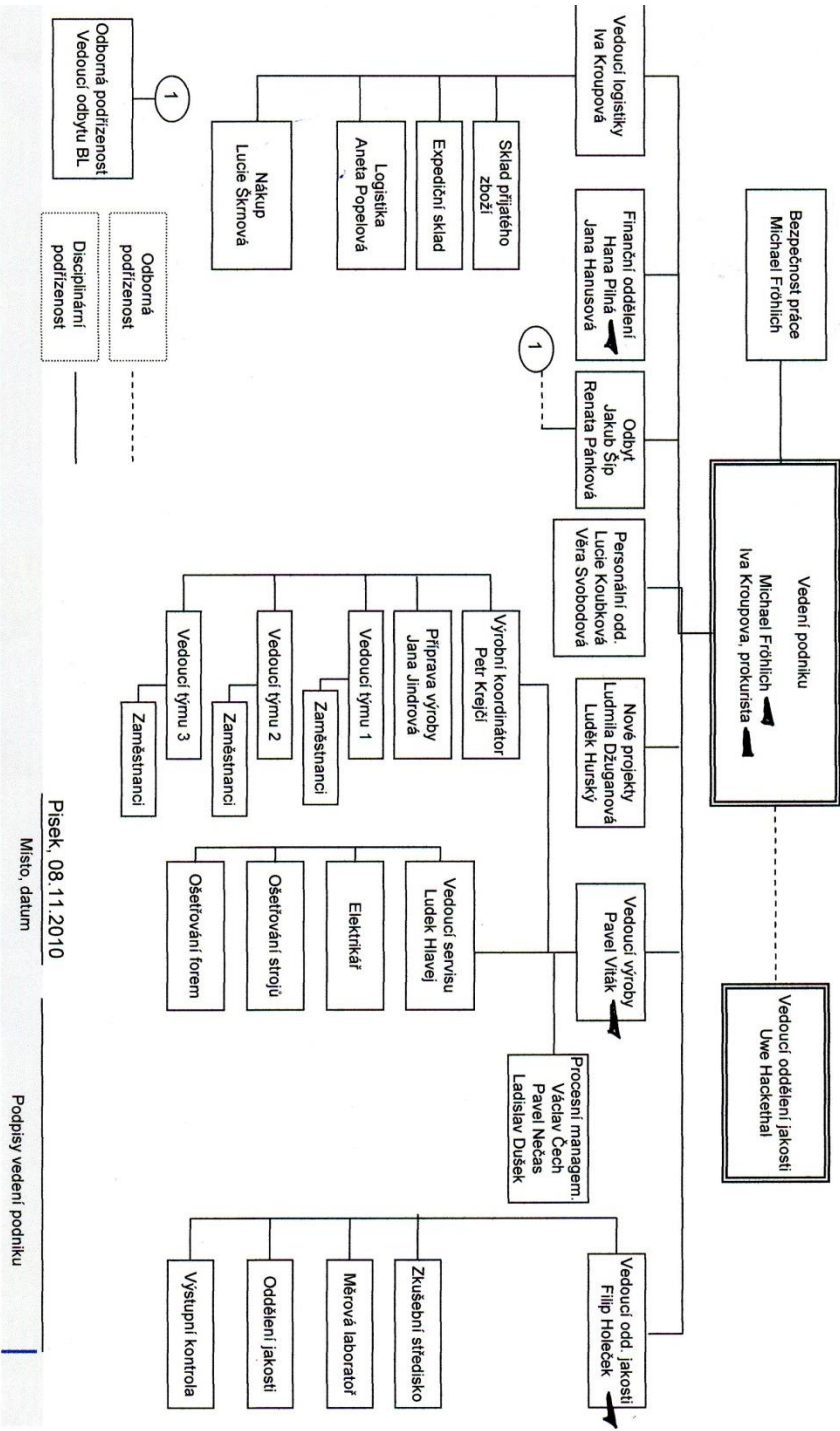 Vedení podniku
Michael Fröhlich
Iva Kroupova, prokurista
Bezpečnost práce
Michael Fröhlich
Vedoucí oddělení jakosti
Uwe Hackethal
Vedoucí logistiky
Iva Kroupová
Finanční oddělení
Hana Pilná
Jana Hanusová
Odbyt
Jakub Šíp
Renata Pánková
1
Personální odd.
Lucie Koubková
Věra Svobodová
Nové projekty
Ludmila Džuganová
Luděk Hurský
Vedoucí výroby
Pavel Viták
Vedoucí odd. jakosti
Filip Holeček
Sklad přijatého
zboží
Expediční sklad
Logistika
Aneta Popelová
Nákup
Lucie Škrnová
Výrobní koordinátor
Petr Krejčí
Příprava výroby
Jana Jindrová
Vedoucí týmu 1
Zaměstnanci
Vedoucí týmu 2
Zaměstnanci
Vedoucí týmu 3
Zaměstnanci
Procesní managem.
Václav Čech
Pavel Nečas
Ladislav Dušek
Vedoucí servisu
Ludek Hlavej
Elektrikář
Ošetřování strojů
Ošetřování forem
Zkušební středisko
Měrová laboratoř
Oddělení jakosti
Výstupní kontrola
1
Odborná podřízenost
Vedoucí odbytu BL
Odborná
podřízenost
Disciplinární
podřízenost
Pisek, 08.11.2010
Místo, datum
Podpisy vedení podniku